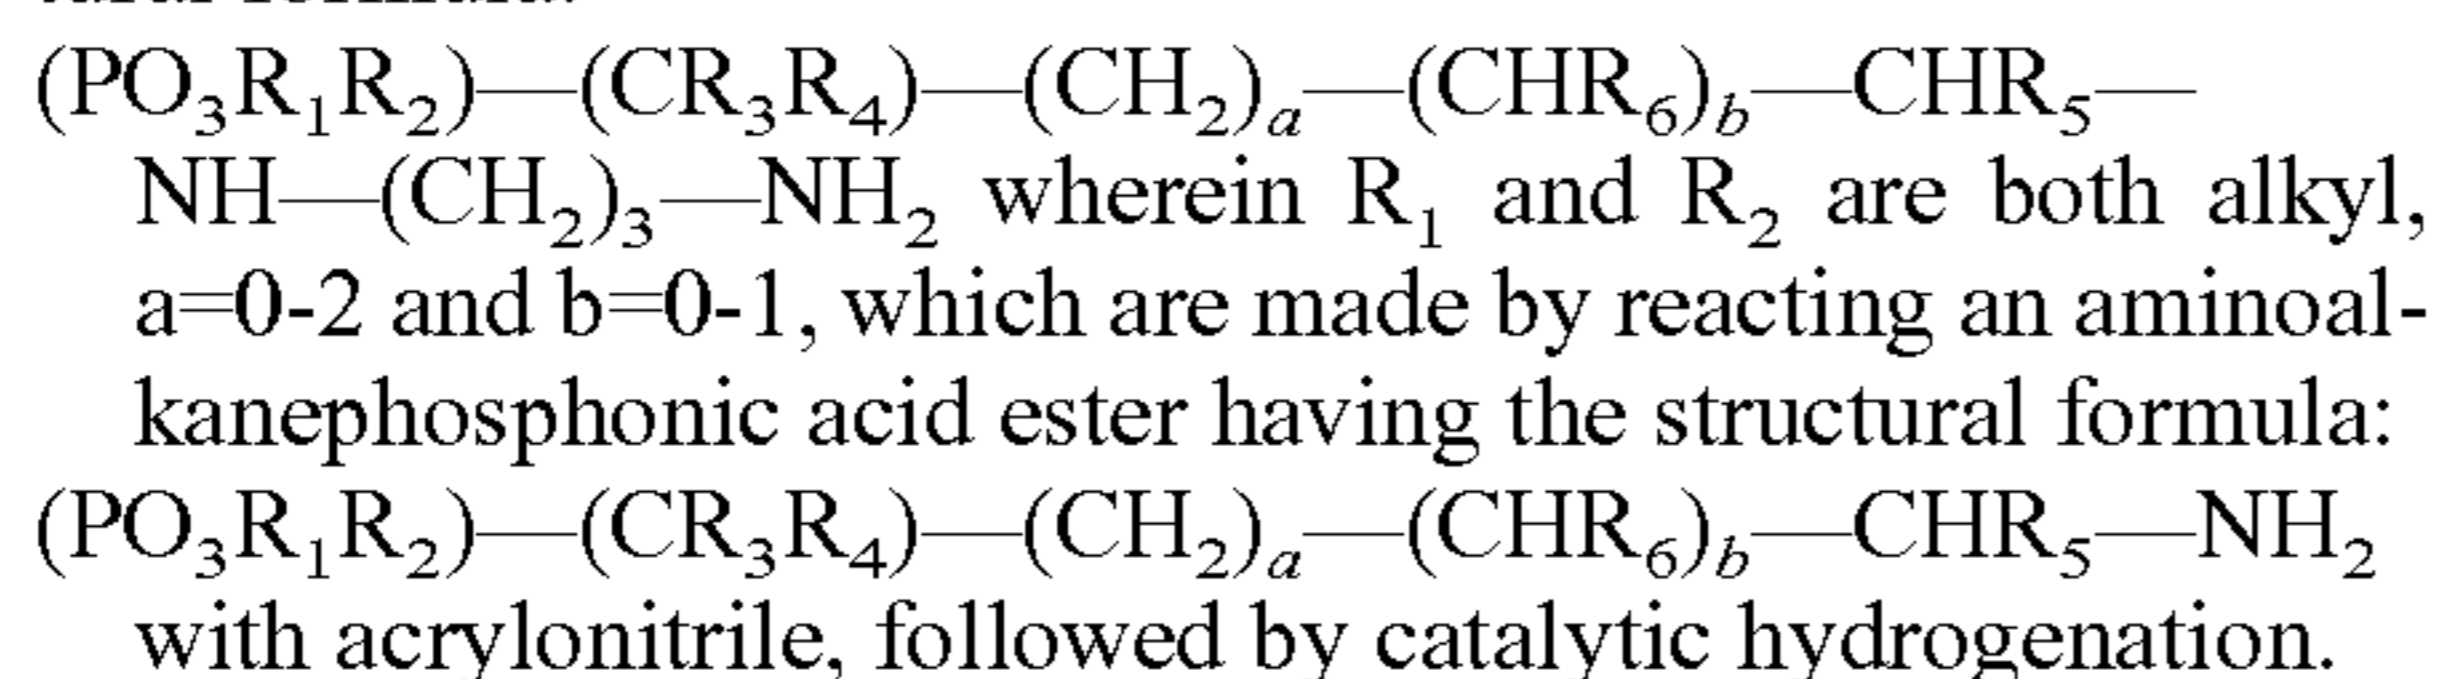 (PO₃R₁R₂)—(CR₃R₄)—(CH₂)ₐ—(CHR₆)b—CHR₅—
NH—(CH₂)₃—NH₂ wherein R₁ and R₂ are both alkyl,
a=0-2 and b=0-1, which are made by reacting an aminoal-
kanephosphonic acid ester having the structural formula:
(PO₃R₁R₂)—(CR₃R₄)—(CH₂)ₐ—(CHR₆)b—CHR₅—NH₂
with acrylonitrile, followed by catalytic hydrogenation.